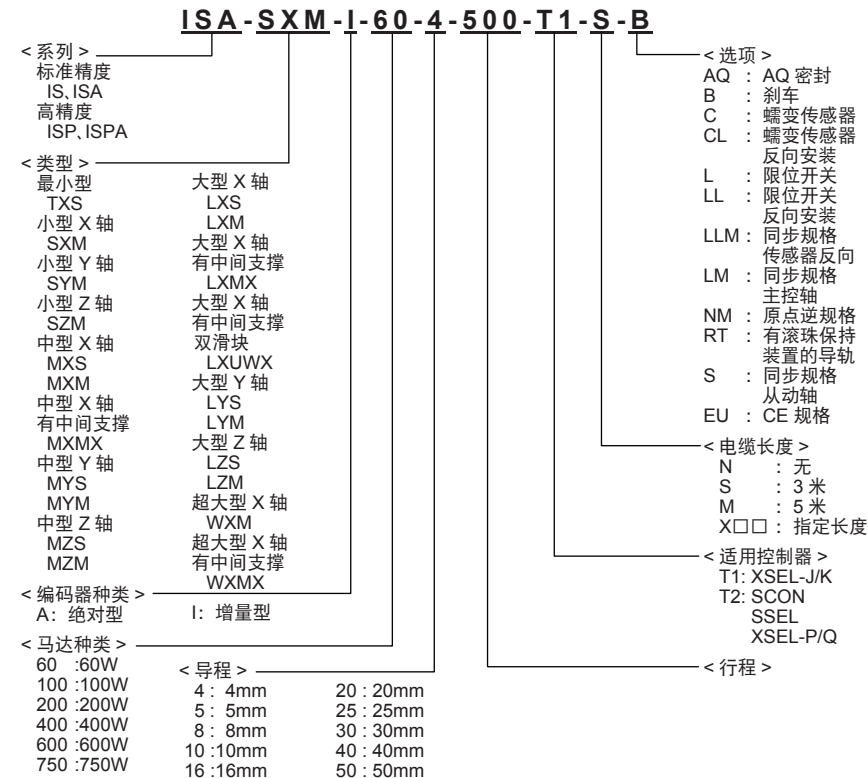 ISA-SXM-I-60-4-500-T1-S-B
< 系列 >
标准精度
IS、ISA
高精度
ISP、ISPA
< 类型 >
最小型
TXS
小型 X 轴
SXM
小型 Y 轴
SYM
小型 Z 轴
SZM
中型 X 轴
MXS
MXM
中型 X 轴
有中间支撑
MXMX
中型 Y 轴
MYS
MYM
中型 Z 轴
MZS
MZM
大型 X 轴
LXS
LXM
大型 X 轴
有中间支撑
LXMX
大型 X 轴
有中间支撑
双滑块
LXUWX
大型 Y 轴
LYS
LYM
大型 Z 轴
LZS
LZM
超大型 X 轴
WXM
超大型 X 轴
有中间支撑
WXMX
< 编码器种类 >
A： 绝对型 I： 增量型
< 马达种类 >
60 :60W
100 :100W
200 :200W
400 :400W
600 :600W
750 :750W
< 导程 >
4 : 4mm
5 : 5mm
8 : 8mm
10 :10mm
16 :16mm
20 : 20mm
25 : 25mm
30 : 30mm
40 : 40mm
50 : 50mm
< 选项 >
AQ ： AQ 密封
B ： 刹车
C ： 蠕变传感器
CL ： 蠕变传感器
反向安装
L ： 限位开关
LL ： 限位开关
反向安装
LLM ： 同步规格
传感器反向
LM ： 同步规格
主控轴
NM ： 原点逆规格
RT ： 有滚珠保持
装置的导轨
S ： 同步规格
从动轴
EU ： CE 规格
< 电缆长度 >
N ： 无
S ： 3 米
M ： 5 米
X□□ ： 指定长度
< 适用控制器 >
T1: XSEL-J/K
T2: SCON
SSEL
XSEL-P/Q
< 行程 >